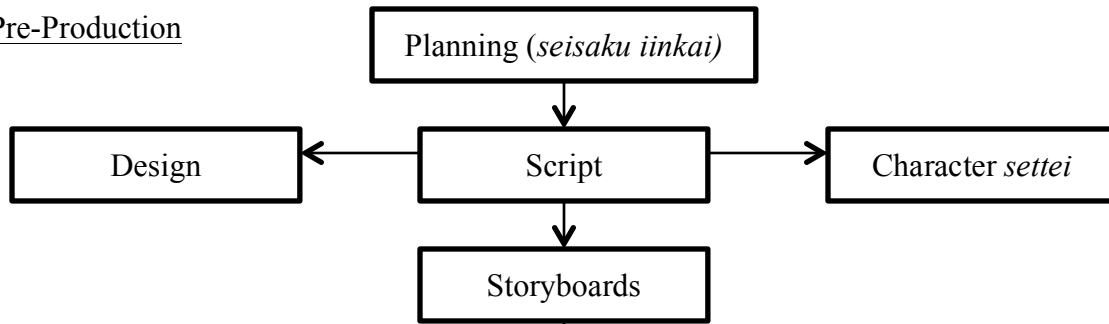 Pre-Production
Planning (seisaku iinkai)
Design
Script
Character settei
Storyboards